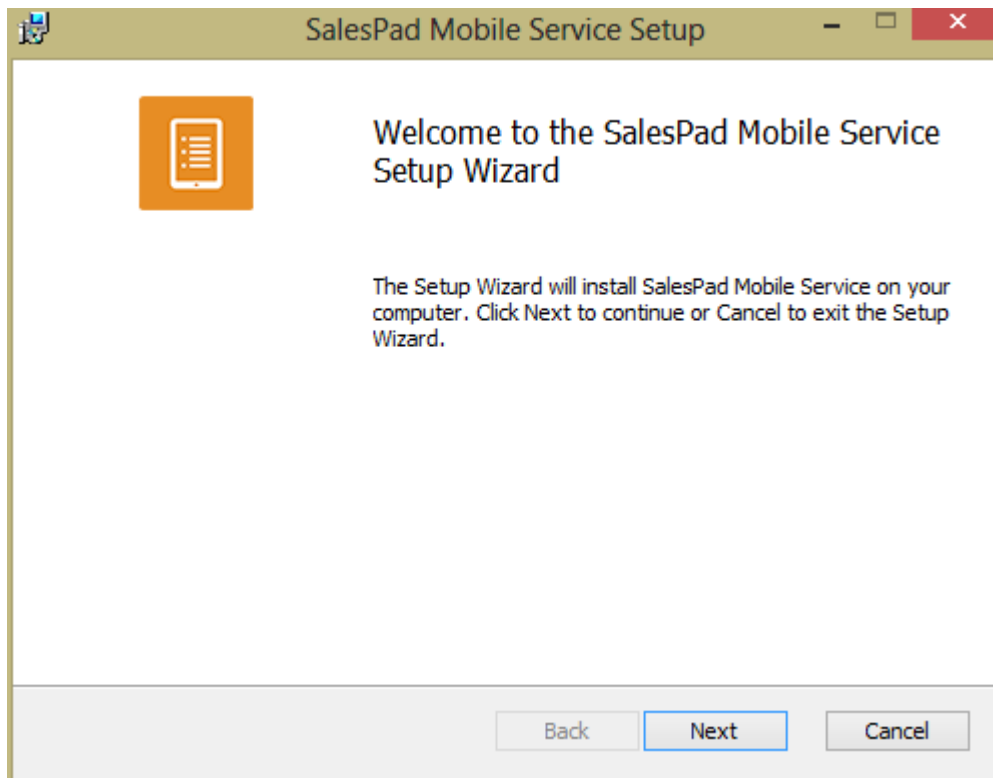 SalesPad Mobile Service Setup
Welcome to the SalesPad Mobile Service
Setup Wizard
The Setup Wizard will install SalesPad Mobile Service on your
computer. Click Next to continue or Cancel to exit the Setup
Wizard.
Back Next Cancel